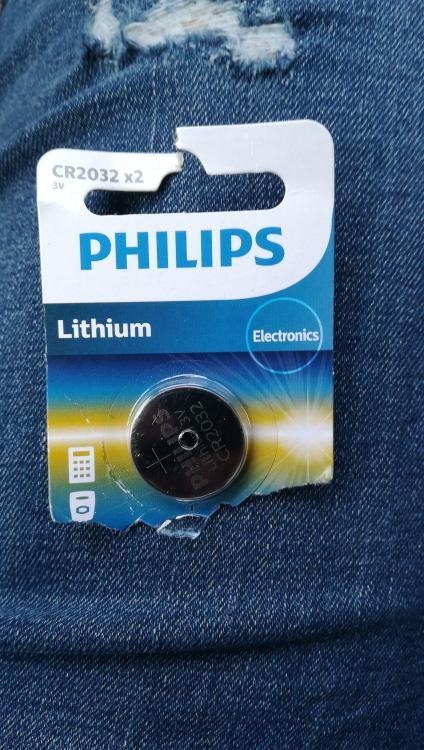 CR2032 x2
3V
PHILIPS
Lithium
Electronics
PHILIPS
Lithium 3V
CR2032
+